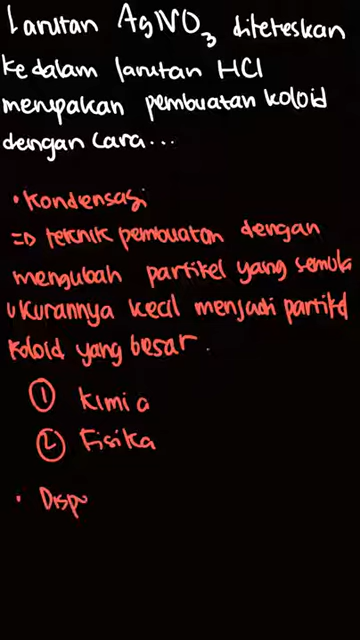 Larutan AgNO3 diteteskan
kedalam larutan HCl
merupakan pembuatan koloid
dengan cara...
• Kondensasi
=> teknik pembuatan dengan
mengubah partikel yang semula
ukurannya kecil menjadi partikel
koloid yang besar.
① Kimia
② Fisika
• Dispe